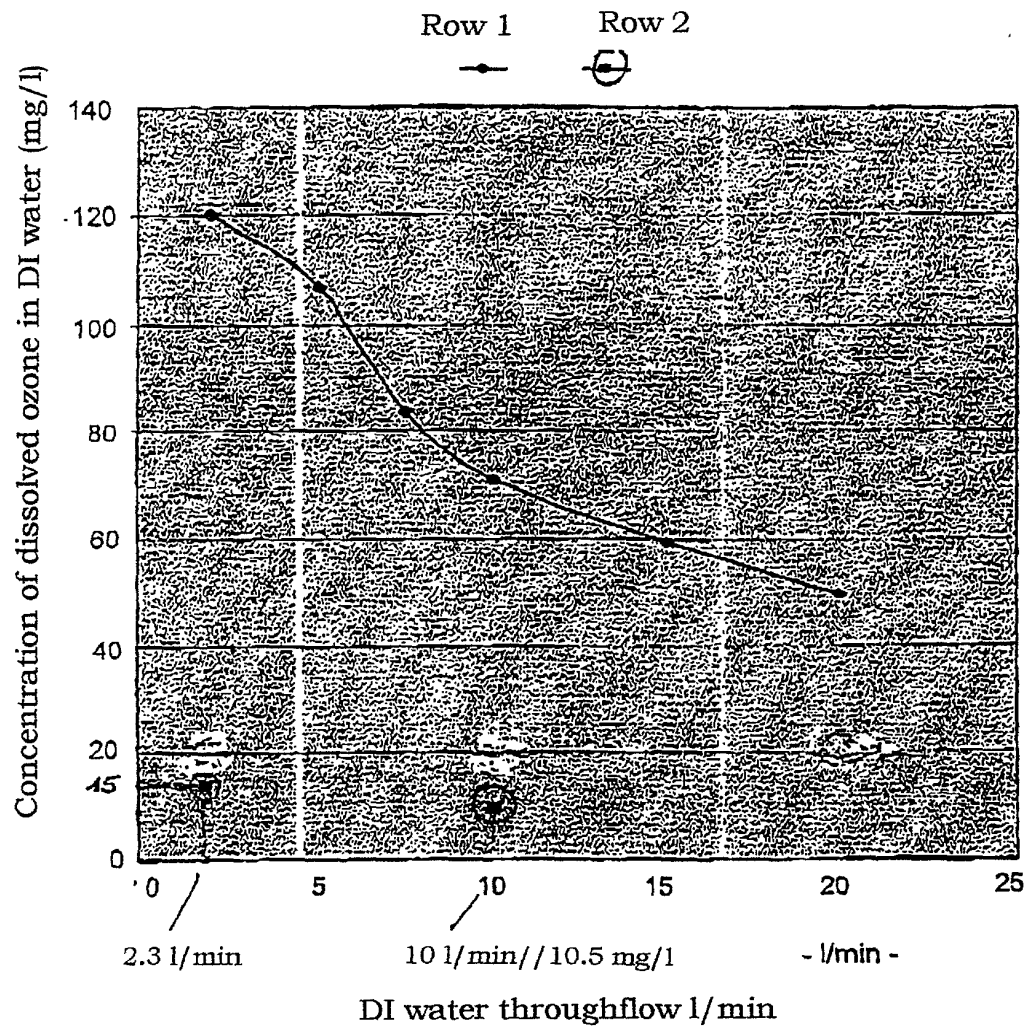 Row 1 Row 2
Concentration of dissolved ozone in DI water (mg/l)
140
120
100
80
60
40
20
15
0
0 5 10 15 20 25
2.3 l/min 10 l/min//10.5 mg/l - l/min -
DI water throughflow l/min